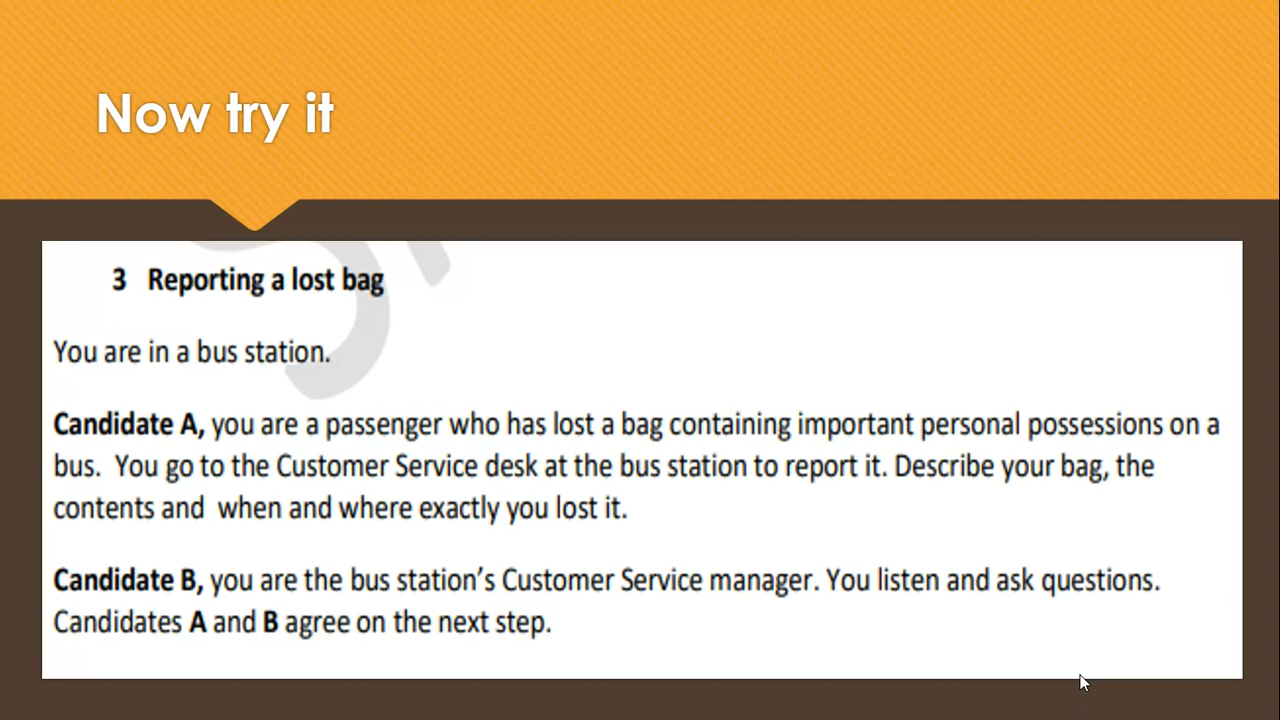 Now try it
3 Reporting a lost bag
You are in a bus station.
Candidate A, you are a passenger who has lost a bag containing important personal possessions on a
bus. You go to the Customer Service desk at the bus station to report it. Describe your bag, the
contents and when and where exactly you lost it.
Candidate B, you are the bus station’s Customer Service manager. You listen and ask questions.
Candidates A and B agree on the next step.